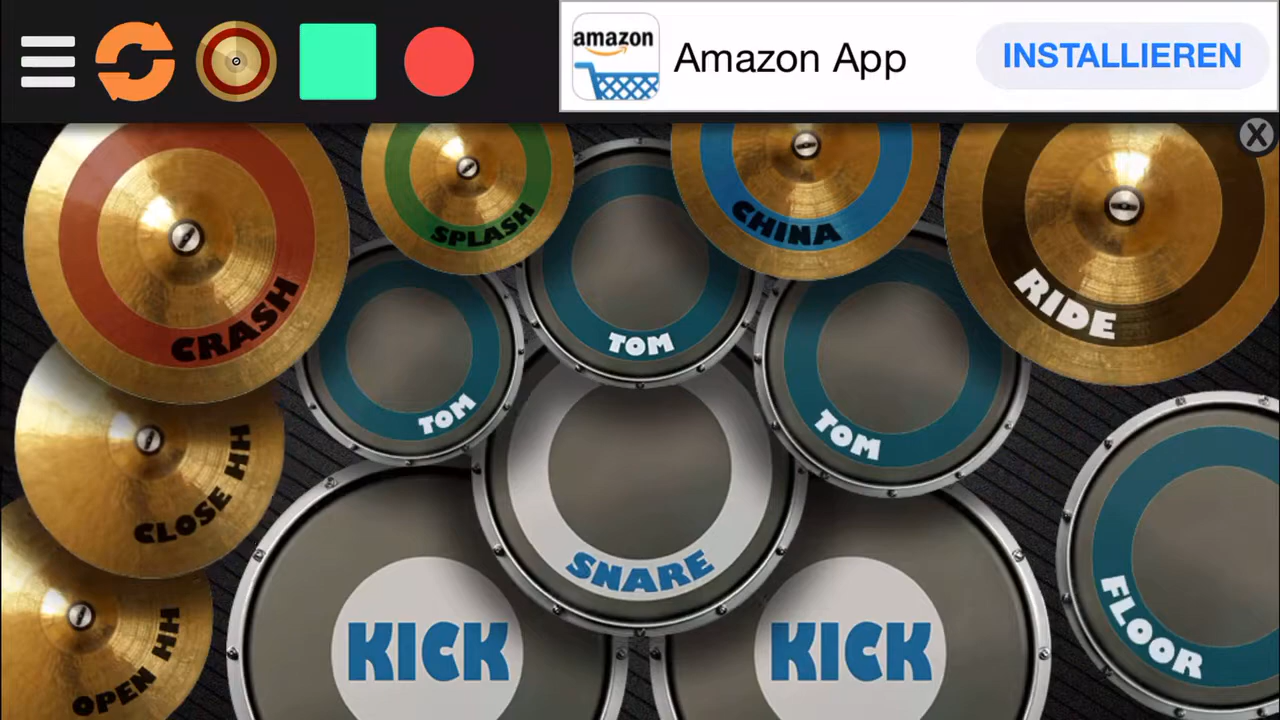 amazon
Amazon App
INSTALLIEREN
X
CRASH
SPLASH
CHINA
RIDE
TOM
TOM
TOM
CLOSE HH
SNARE
FLOOR
OPEN HH
KICK
KICK